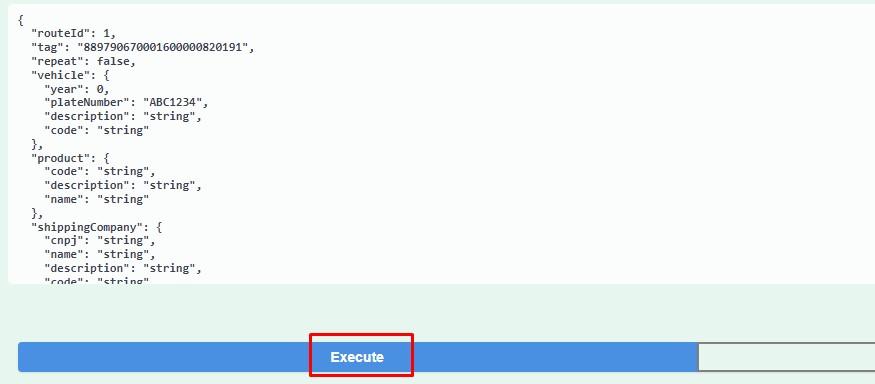 {
"routeId": 1,
"tag": "889790670001600000820191",
"repeat": false,
"vehicle": {
"year": 0,
"plateNumber": "ABC1234",
"description": "string",
"code": "string"
},
"product": {
"code": "string",
"description": "string",
"name": "string"
},
"shippingCompany": {
"cnpj": "string",
"name": "string",
"description": "string",
"code": "string"
Execute